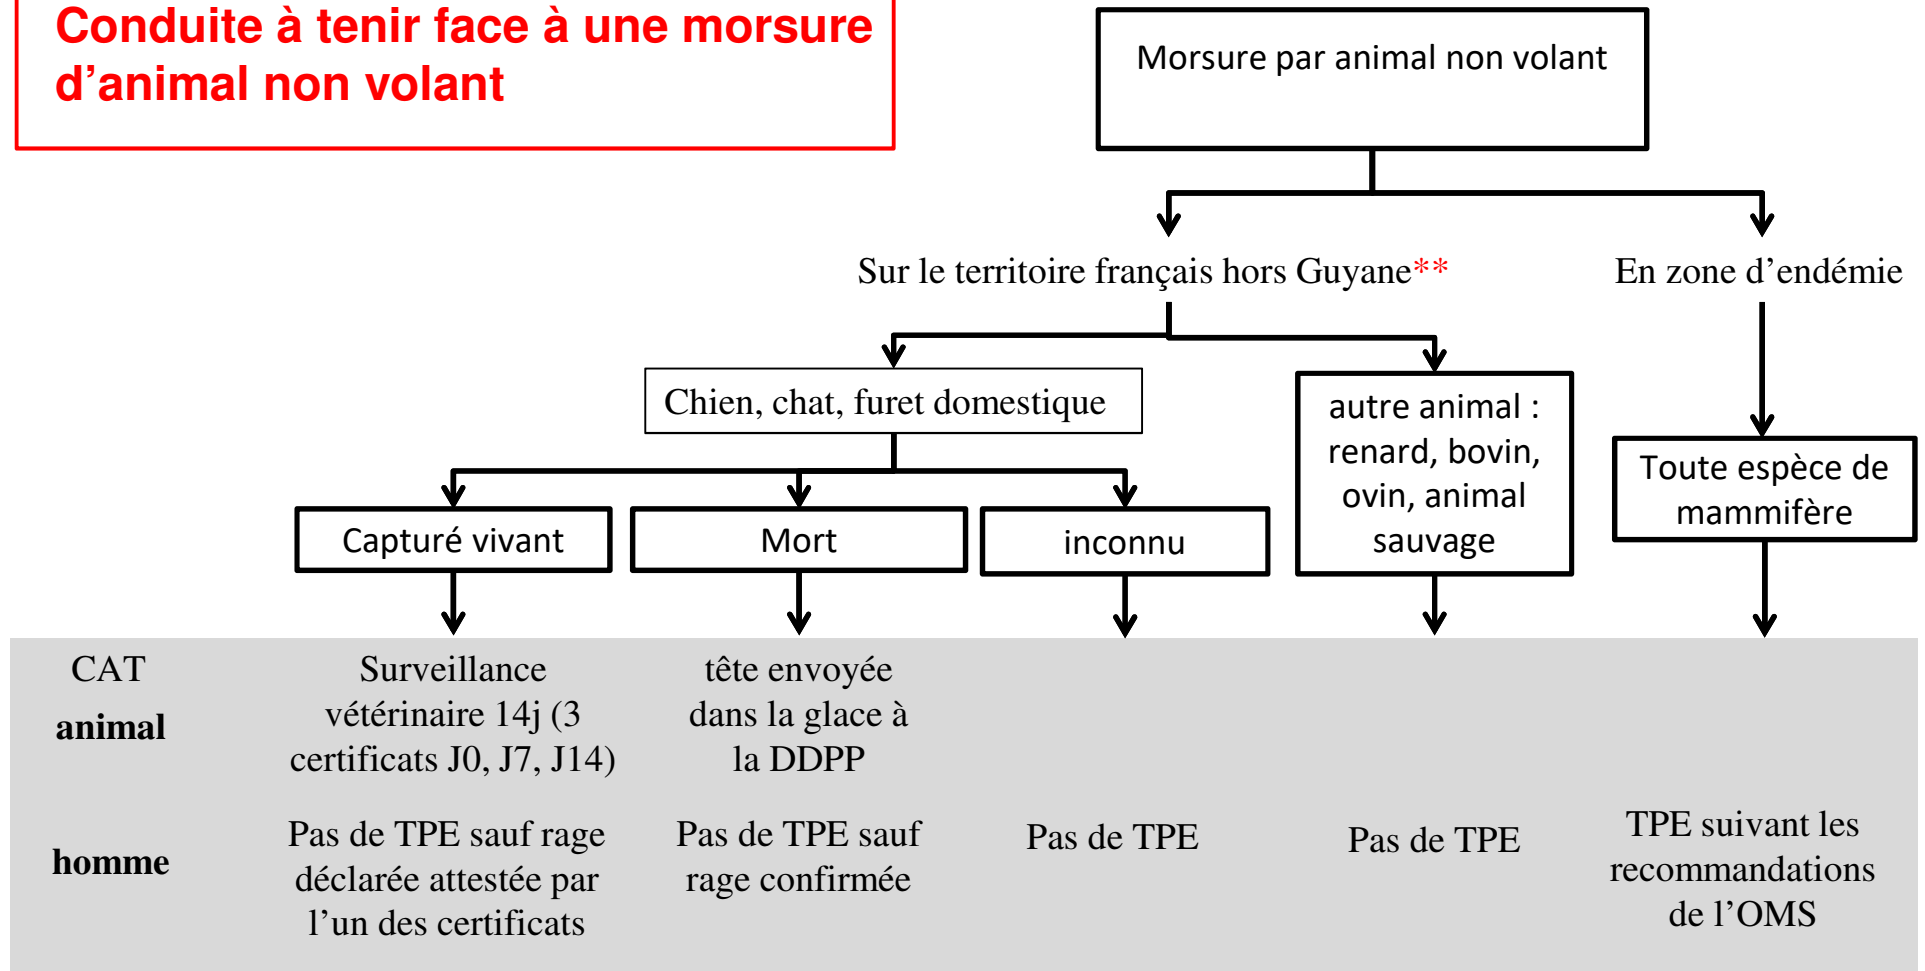 Conduite à tenir face à une morsure
d’animal non volant
Morsure par animal non volant
Sur le territoire français hors Guyane**
En zone d’endémie
Chien, chat, furet domestique
autre animal :
renard, bovin,
ovin, animal
sauvage
Toute espèce de
mammifère
Capturé vivant
Mort
inconnu
CAT
animal
Surveillance
vétérinaire 14j (3
certificats J0, J7, J14)
tête envoyée
dans la glace à
la DDPP
homme
Pas de TPE sauf rage
déclarée attestée par
l’un des certificats
Pas de TPE sauf
rage confirmée
Pas de TPE
Pas de TPE
TPE suivant les
recommandations
de l’OMS